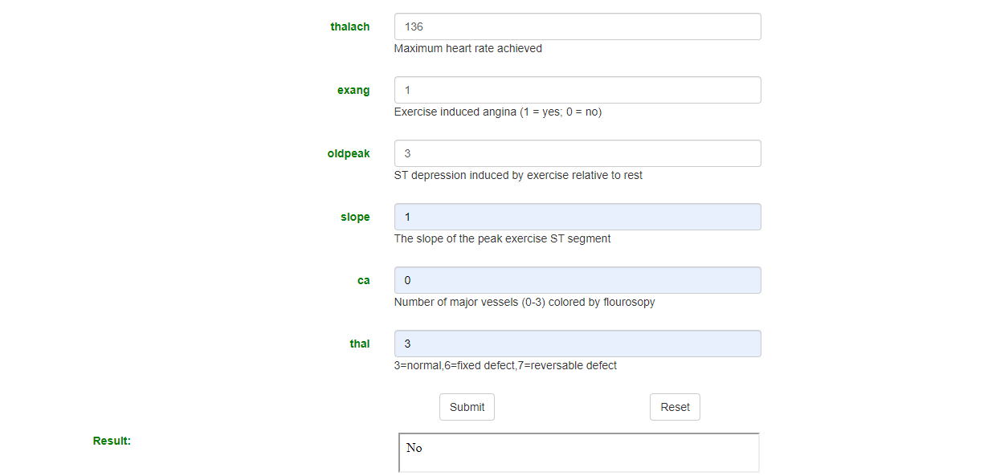 thalach 136
Maximum heart rate achieved
exang 1
Exercise induced angina (1 = yes; 0 = no)
oldpeak 3
ST depression induced by exercise relative to rest
slope 1
The slope of the peak exercise ST segment
ca 0
Number of major vessels (0-3) colored by flourosopy
thal 3
3=normal,6=fixed defect,7=reversable defect
Submit Reset
Result: No